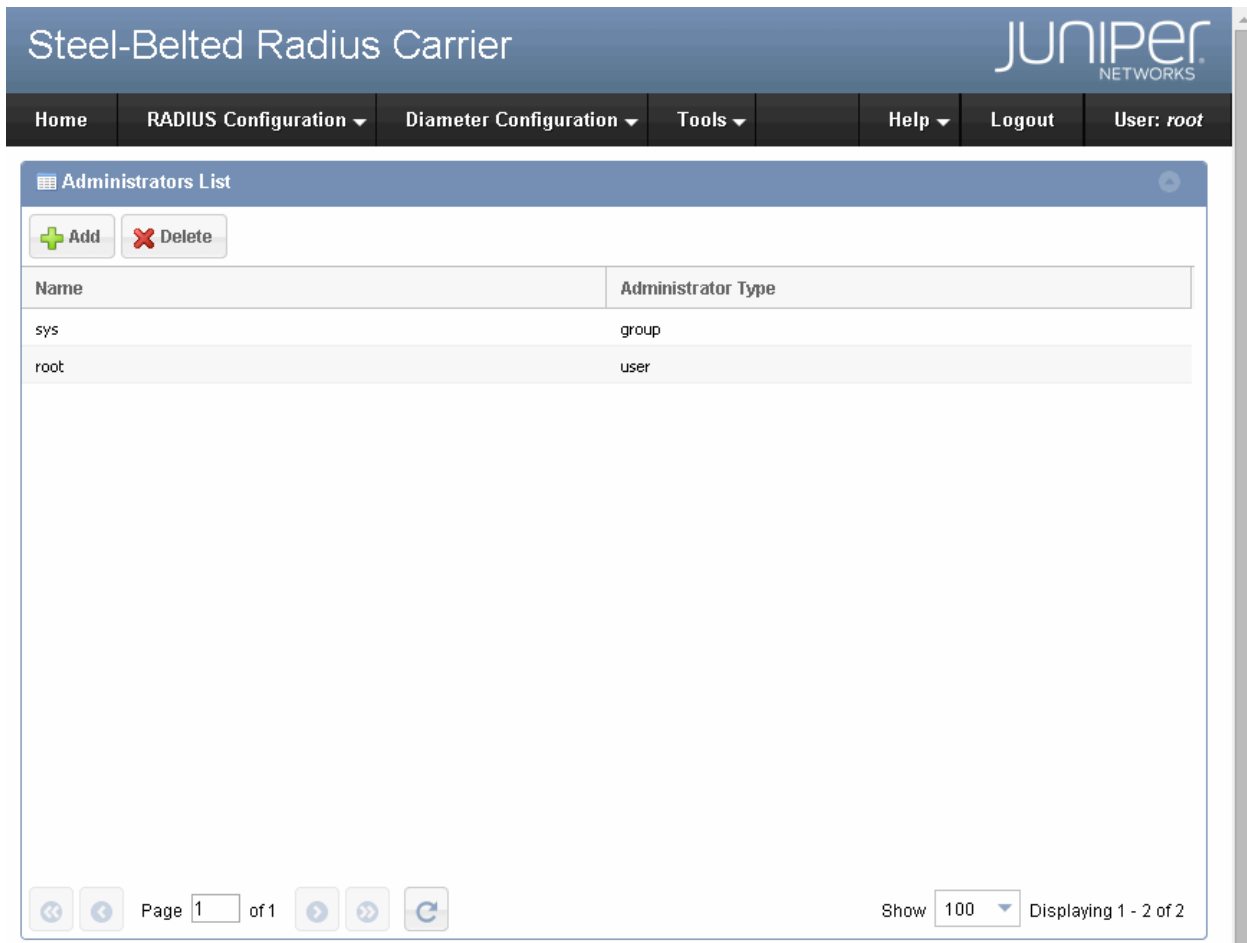 Steel-Belted Radius Carrier
JUNIPER
NETWORKS
Home RADIUS Configuration Diameter Configuration Tools Help Logout User: root
Administrators List
Add Delete
Name Administrator Type
sys group
root user
Page 1 of 1 Show 100 Displaying 1 - 2 of 2